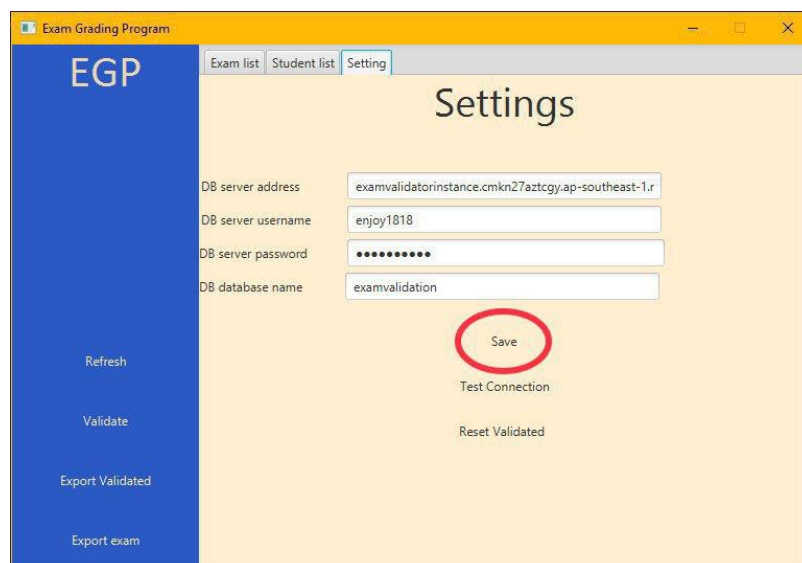 Exam Grading Program
EGP
Exam list Student list Setting
Settings
DB server address examvalidatorinstance.cmkn27aztcgy.ap-southeast-1.r
DB server username enjoy1818
DB server password ●●●●●●●●●●
DB database name examvalidation
Save
Test Connection
Reset Validated
Refresh
Validate
Export Validated
Export exam